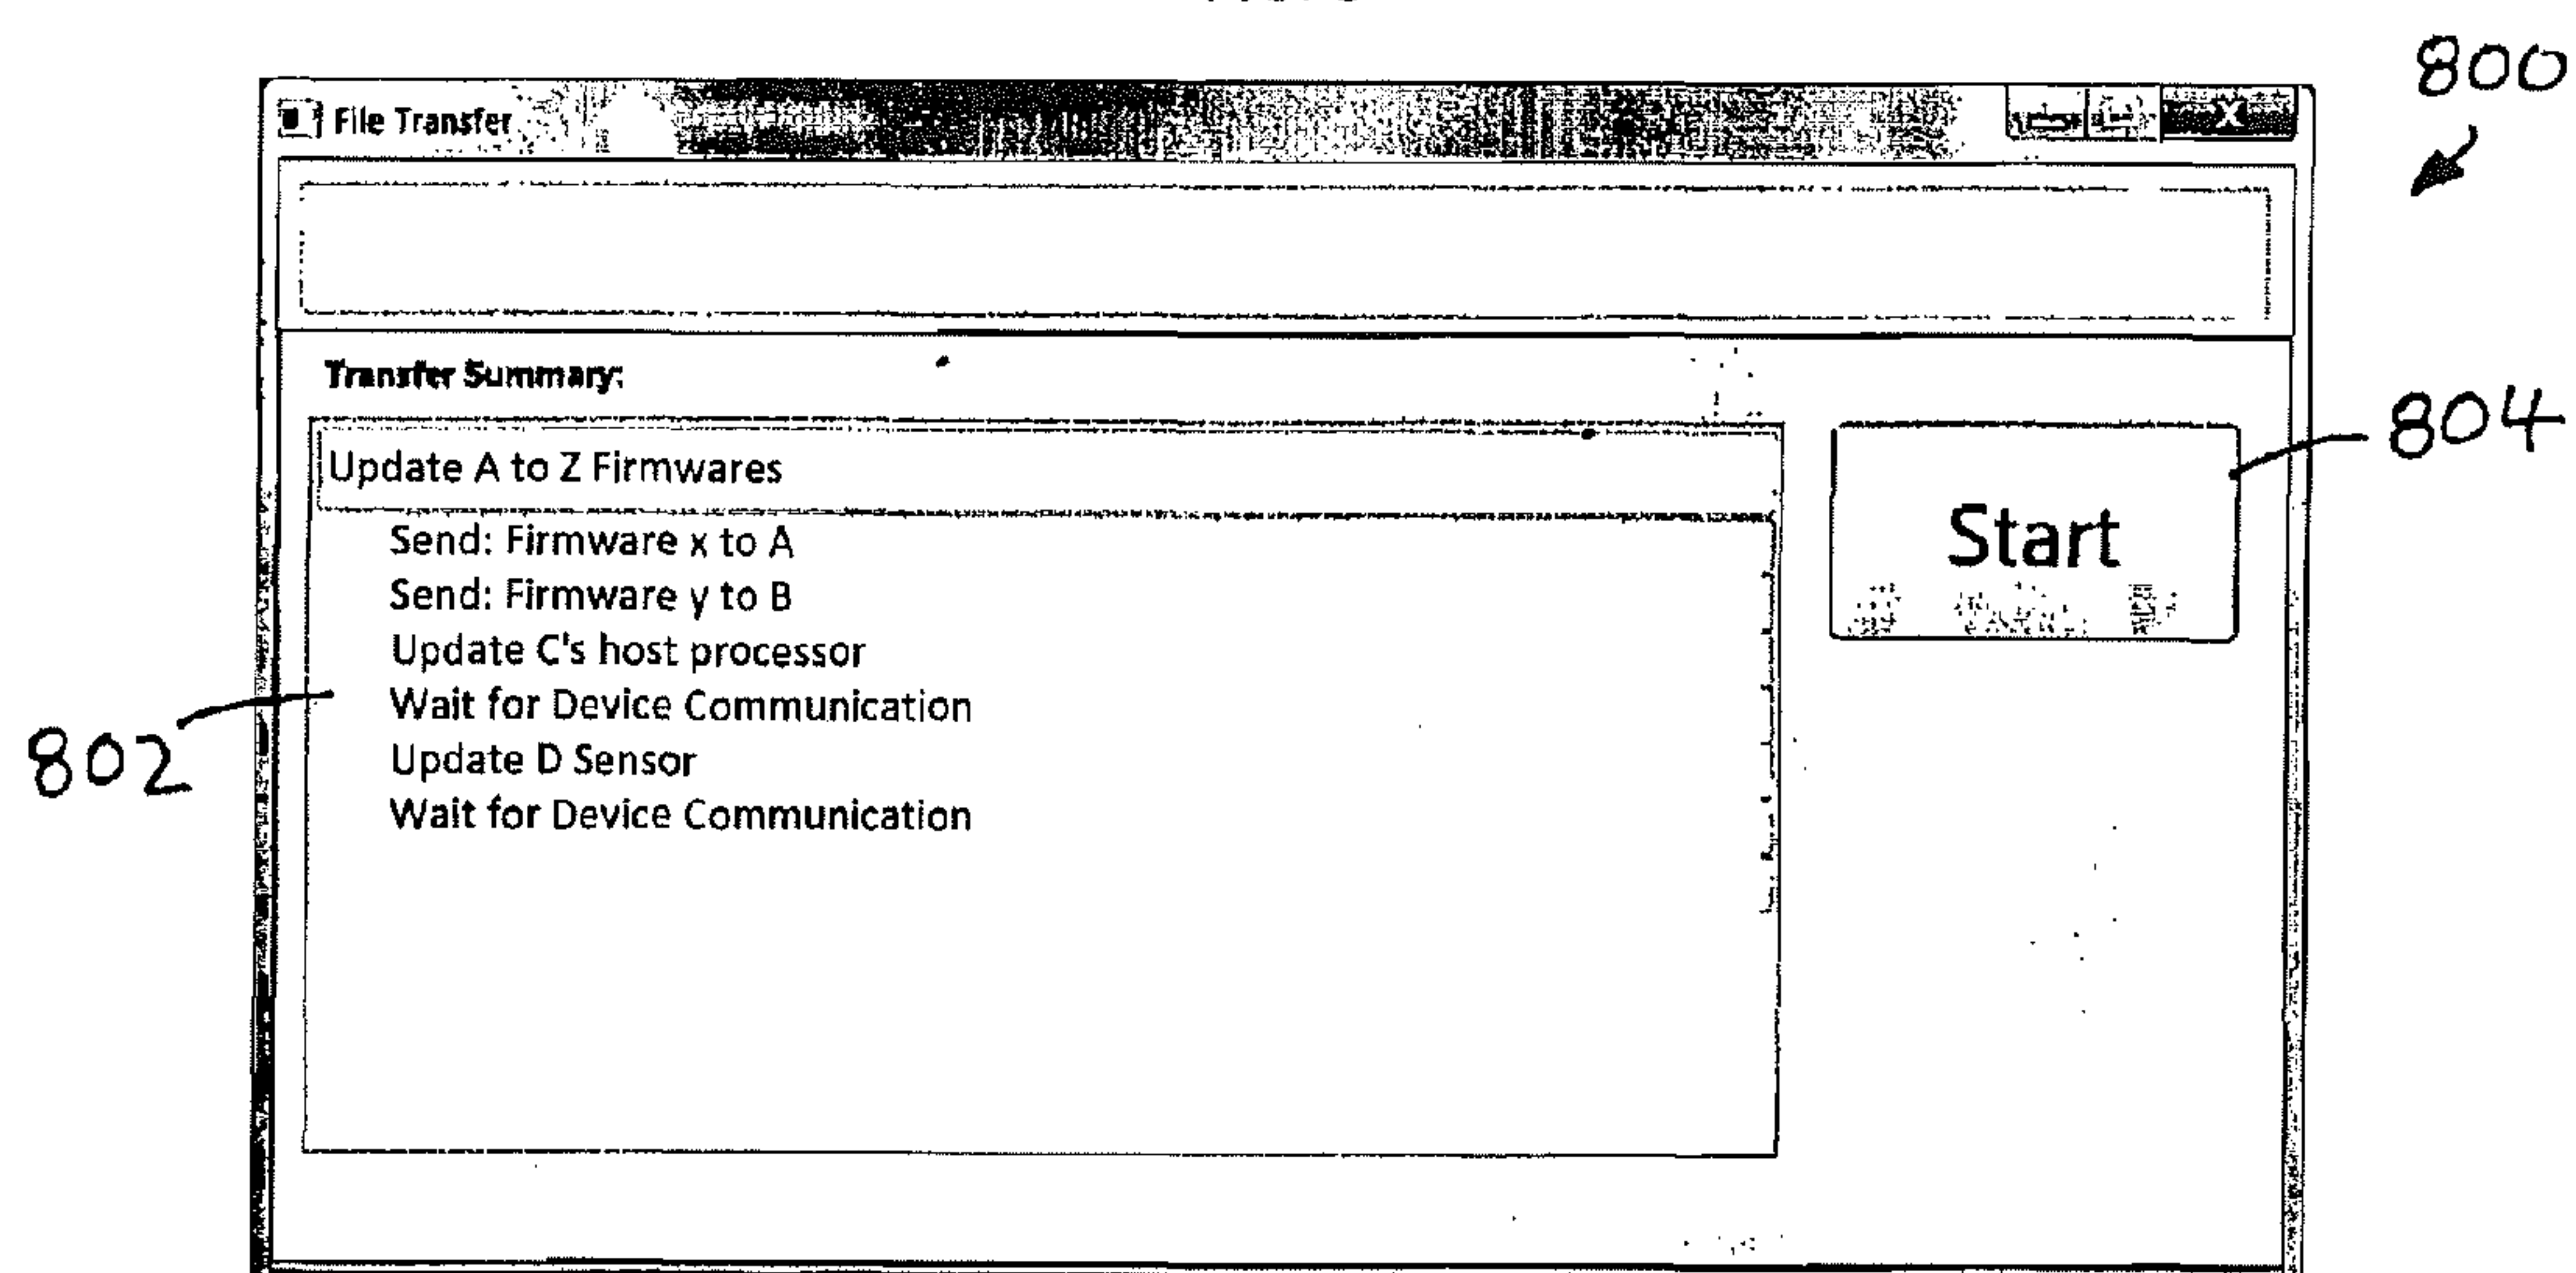 800
File Transfer
X
Transfer Summary:
Update A to Z Firmwares
804
Start
Send: Firmware x to A
Send: Firmware y to B
Update C's host processor
Wait for Device Communication
802
Update D Sensor
Wait for Device Communication